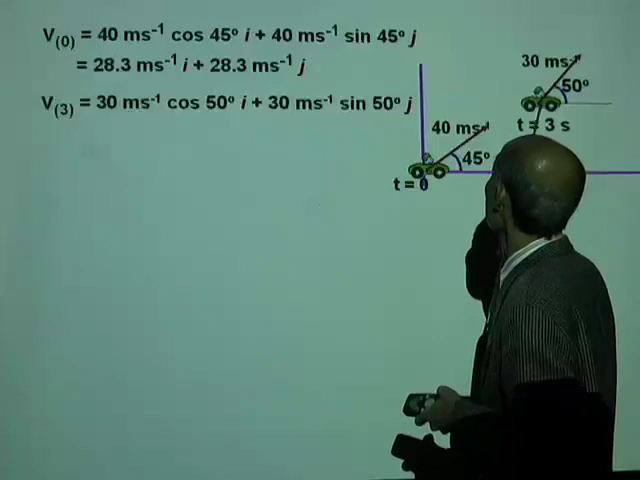 V(0) = 40 ms-1 cos 45o i + 40 ms-1 sin 45o j
= 28.3 ms-1 i + 28.3 ms-1 j
V(3) = 30 ms-1 cos 50o i + 30 ms-1 sin 50o j
30 ms-
50o
t = 3 s
40 ms-
45o
t = 0